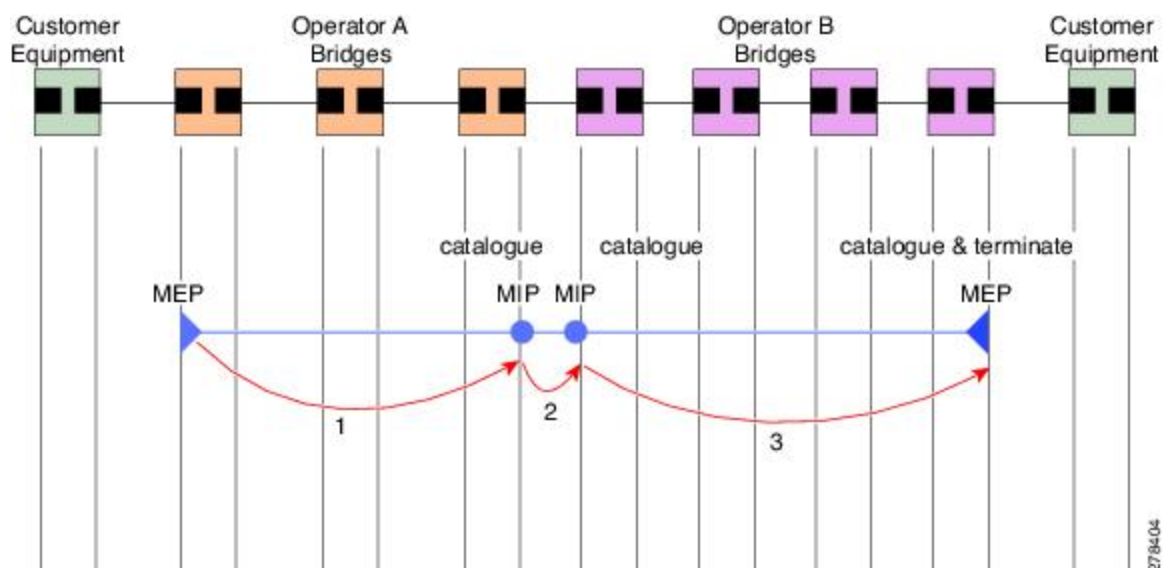 Customer
Equipment
Operator A
Bridges
Operator B
Bridges
Customer
Equipment
catalogue
catalogue
catalogue & terminate
MEP
MIP
MIP
MEP
1
2
3
278404